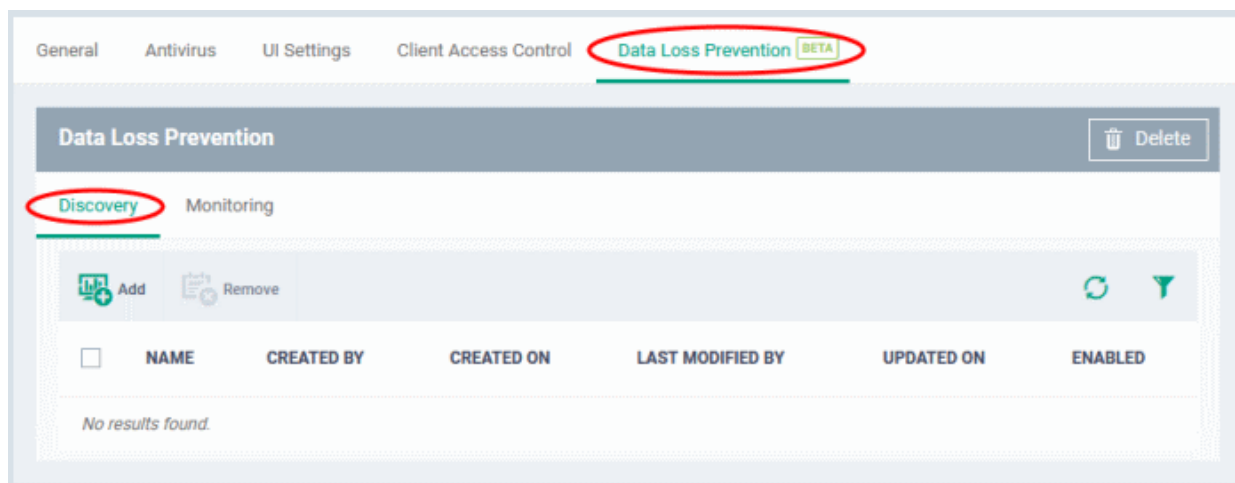 General Antivirus UI Settings Client Access Control Data Loss Prevention BETA
Data Loss Prevention Delete
Discovery Monitoring
Add Remove
NAME CREATED BY CREATED ON LAST MODIFIED BY UPDATED ON ENABLED
No results found.